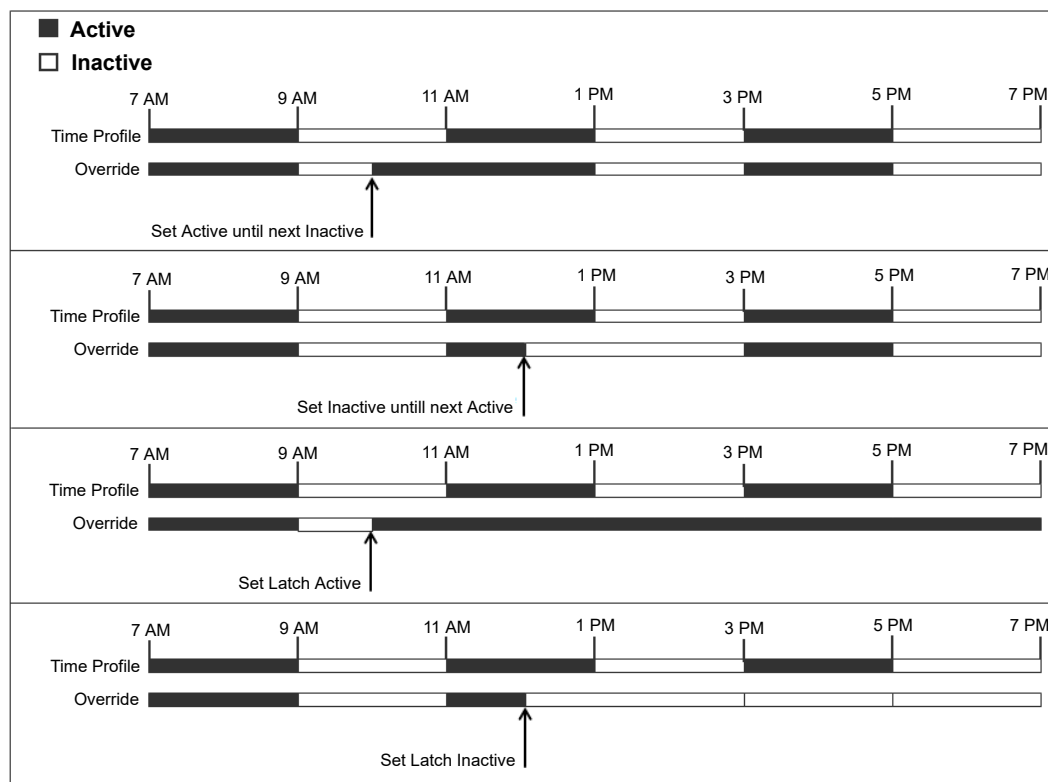 Active
Inactive
7 AM 9 AM 11 AM 1 PM 3 PM 5 PM 7 PM
Time Profile
Override
Set Active until next Inactive
7 AM 9 AM 11 AM 1 PM 3 PM 5 PM 7 PM
Time Profile
Override
Set Inactive untill next Active
7 AM 9 AM 11 AM 1 PM 3 PM 5 PM 7 PM
Time Profile
Override
Set Latch Active
7 AM 9 AM 11 AM 1 PM 3 PM 5 PM 7 PM
Time Profile
Override
Set Latch Inactive